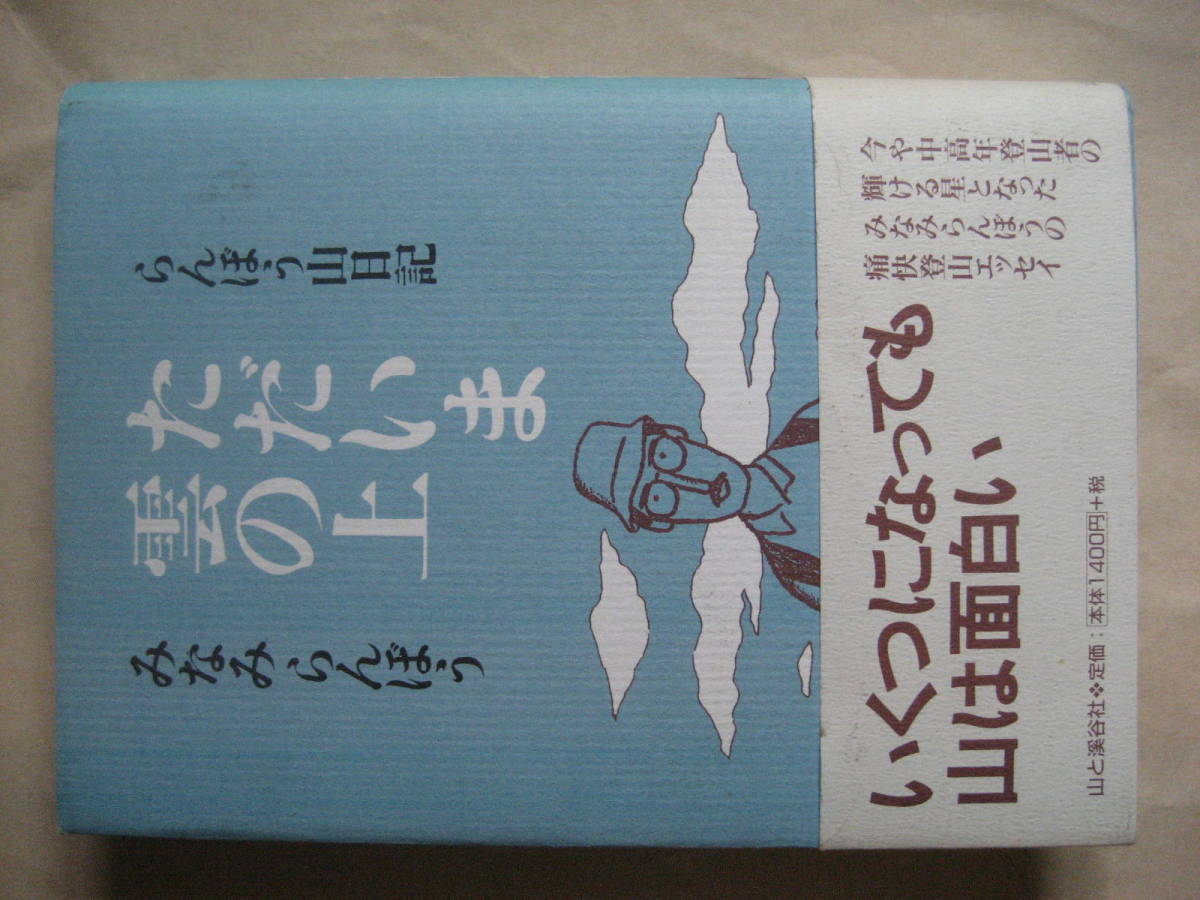 らんぼう山日記
ただいま
雲の上
みなみらんぼう
今や中高年登山者の
輝ける星となった
みなみらんぼうの
痛快登山エッセイ
いくつになっても
山は面白い
山と溪谷社❖定価：本体1400円+税